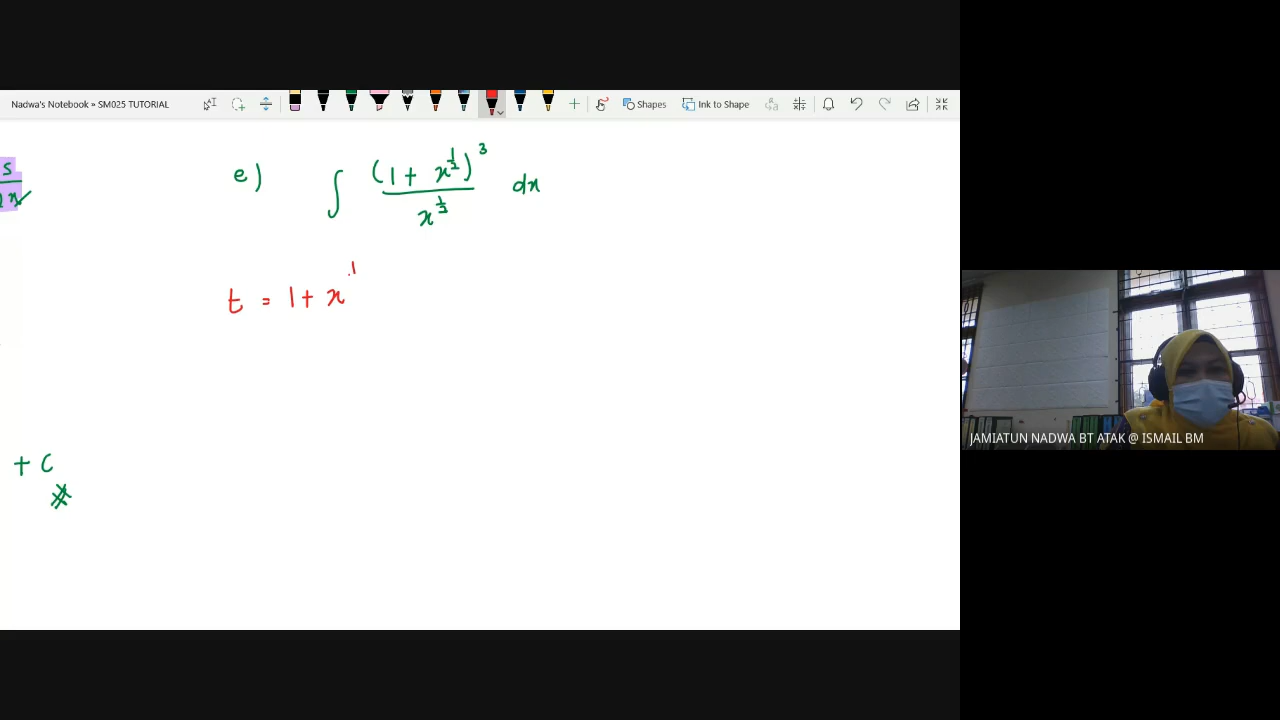 Nadwa's Notebook » SM025 TUTORIAL
Shapes
Ink to Shape
e) ∫ (1 + x^½)^3 / x^⅓ dx
t = 1 + x^1
+ C
JAMIATUN NADWA BT ATAK @ ISMAIL BM